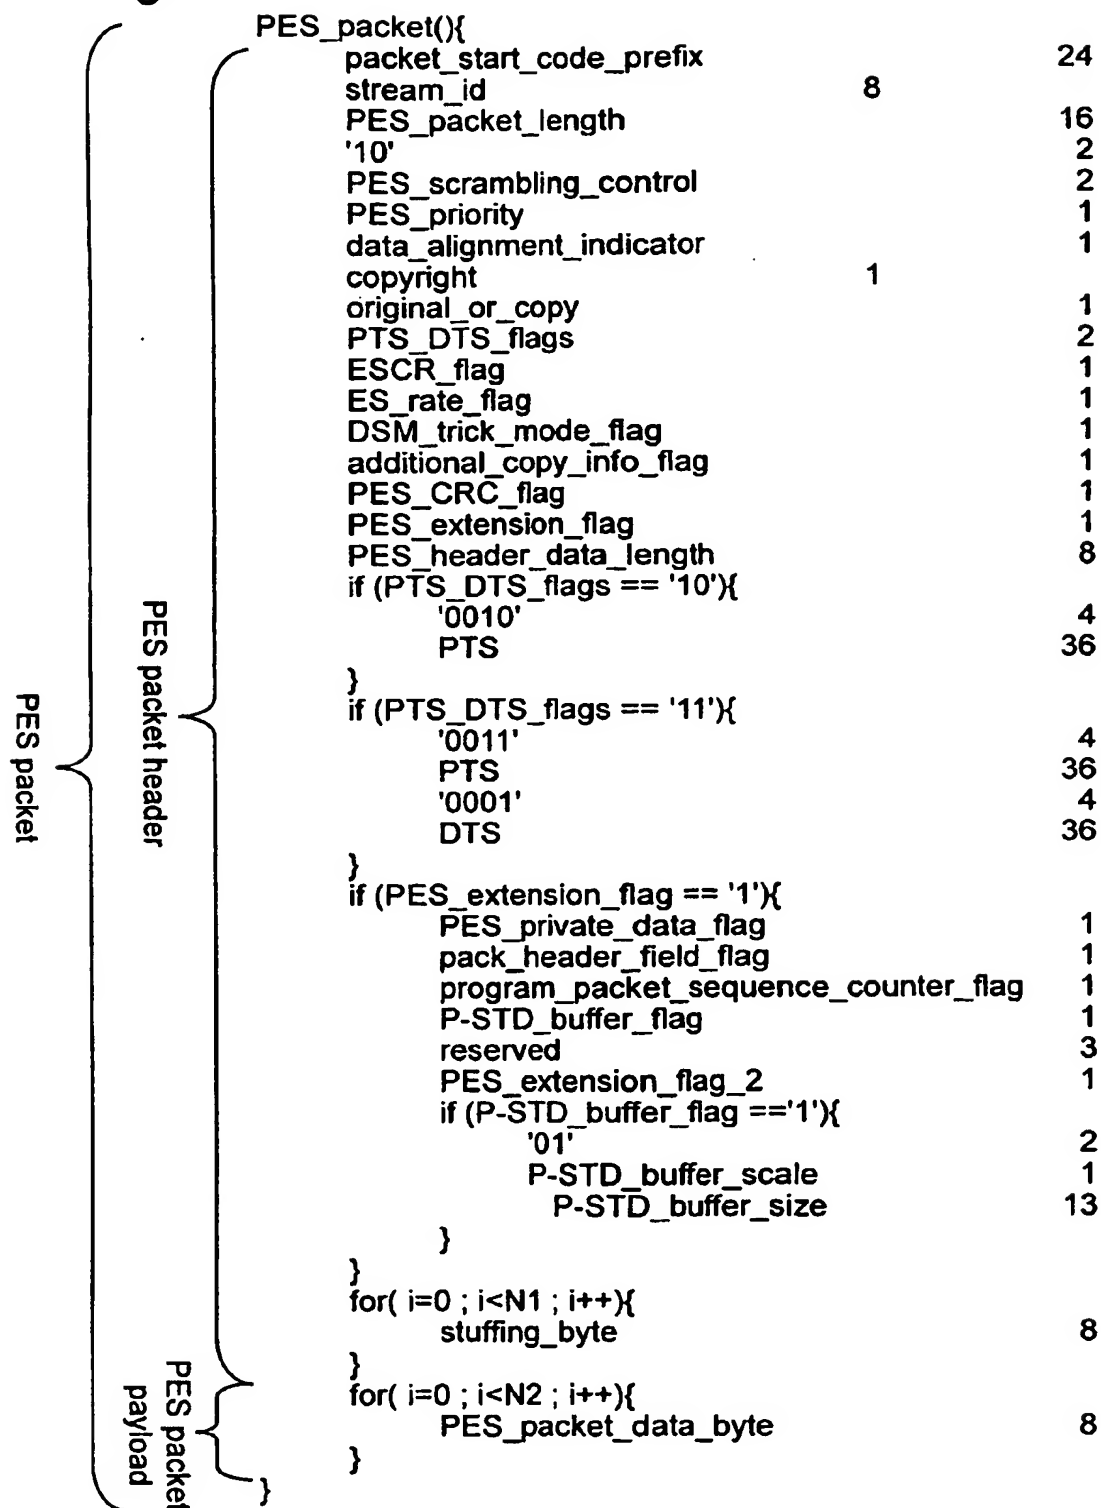 PES_packet(){
packet_start_code_prefix 24
stream_id 8
PES_packet_length 16
'10' 2
PES_scrambling_control 2
PES_priority 1
data_alignment_indicator 1
copyright 1
original_or_copy 1
PTS_DTS_flags 2
ESCR_flag 1
ES_rate_flag 1
DSM_trick_mode_flag 1
additional_copy_info_flag 1
PES_CRC_flag 1
PES_extension_flag 1
PES_header_data_length 8
if (PTS_DTS_flags == '10'){
'0010' 4
PTS 36
}
if (PTS_DTS_flags == '11'){
'0011' 4
PTS 36
'0001' 4
DTS 36
}
if (PES_extension_flag == '1'){
PES_private_data_flag 1
pack_header_field_flag 1
program_packet_sequence_counter_flag 1
P-STD_buffer_flag 1
reserved 3
PES_extension_flag_2 1
if (P-STD_buffer_flag =='1'){
'01' 2
P-STD_buffer_scale 1
P-STD_buffer_size 13
}
}
for( i=0 ; i<N1 ; i++){
stuffing_byte 8
}
for( i=0 ; i<N2 ; i++){
PES_packet_data_byte 8
}
}
PES packet header
PES packet
PES packet
payload